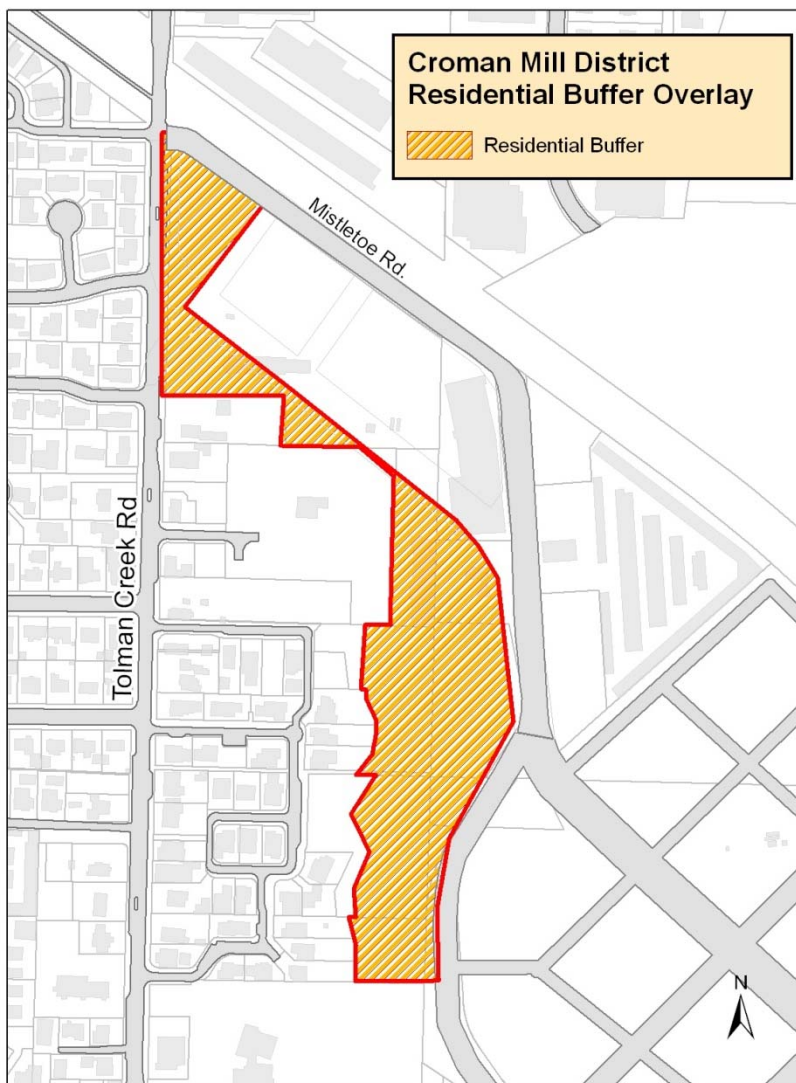 Croman Mill District
Residential Buffer Overlay
Residential Buffer
Mistletoe Rd.
Tolman Creek Rd
N